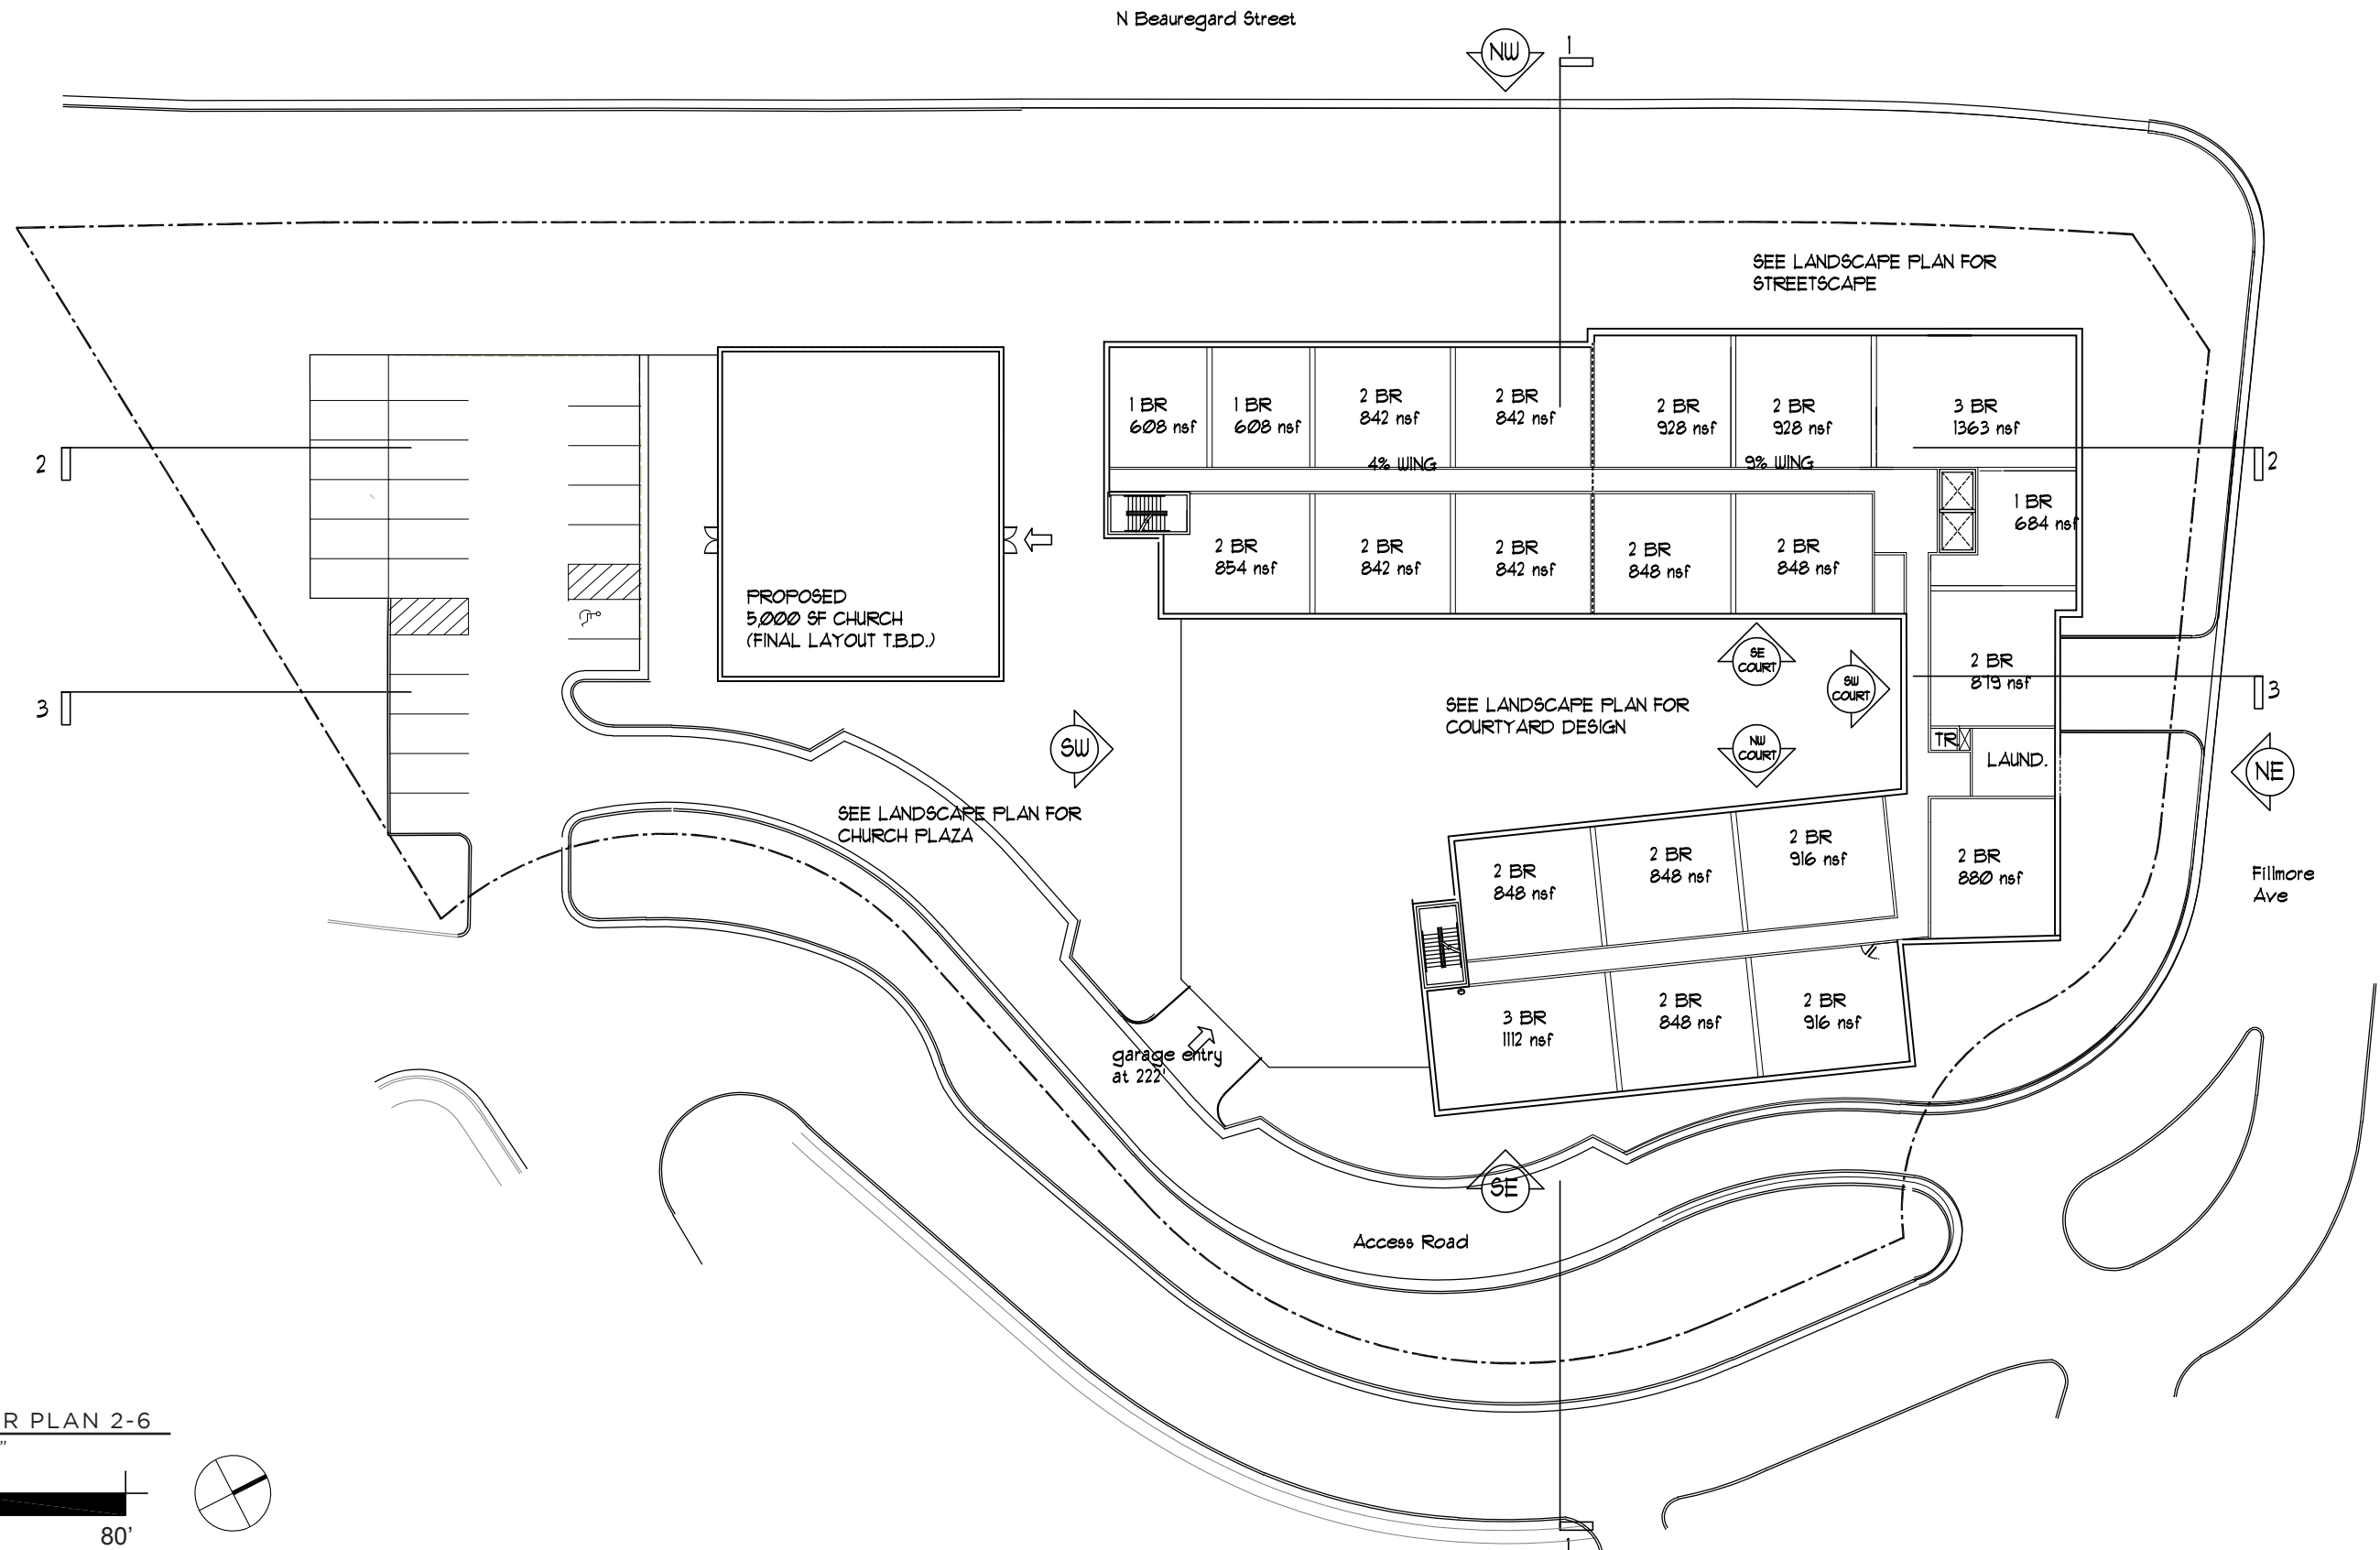 N Beauregard Street
NW
1
SEE LANDSCAPE PLAN FOR
STREETSCAPE
1 BR
608 nsf
1 BR
608 nsf
2 BR
842 nsf
2 BR
842 nsf
2 BR
928 nsf
2 BR
928 nsf
3 BR
1363 nsf
4% WING
9% WING
2
2
1 BR
684 nsf
2 BR
854 nsf
2 BR
842 nsf
2 BR
842 nsf
2 BR
848 nsf
2 BR
848 nsf
PROPOSED
5,000 SF CHURCH
(FINAL LAYOUT T.B.D.)
SE
COURT
SW
COURT
2 BR
879 nsf
3
3
SEE LANDSCAPE PLAN FOR
COURTYARD DESIGN
NW
COURT
SW
TR.
LAUND.
NE
SEE LANDSCAPE PLAN FOR
CHURCH PLAZA
2 BR
848 nsf
2 BR
848 nsf
2 BR
916 nsf
2 BR
880 nsf
Fillmore
Ave
3 BR
1112 nsf
2 BR
848 nsf
2 BR
916 nsf
garage entry
at 222'
SE
Access Road
R PLAN 2-6
"
80'
1